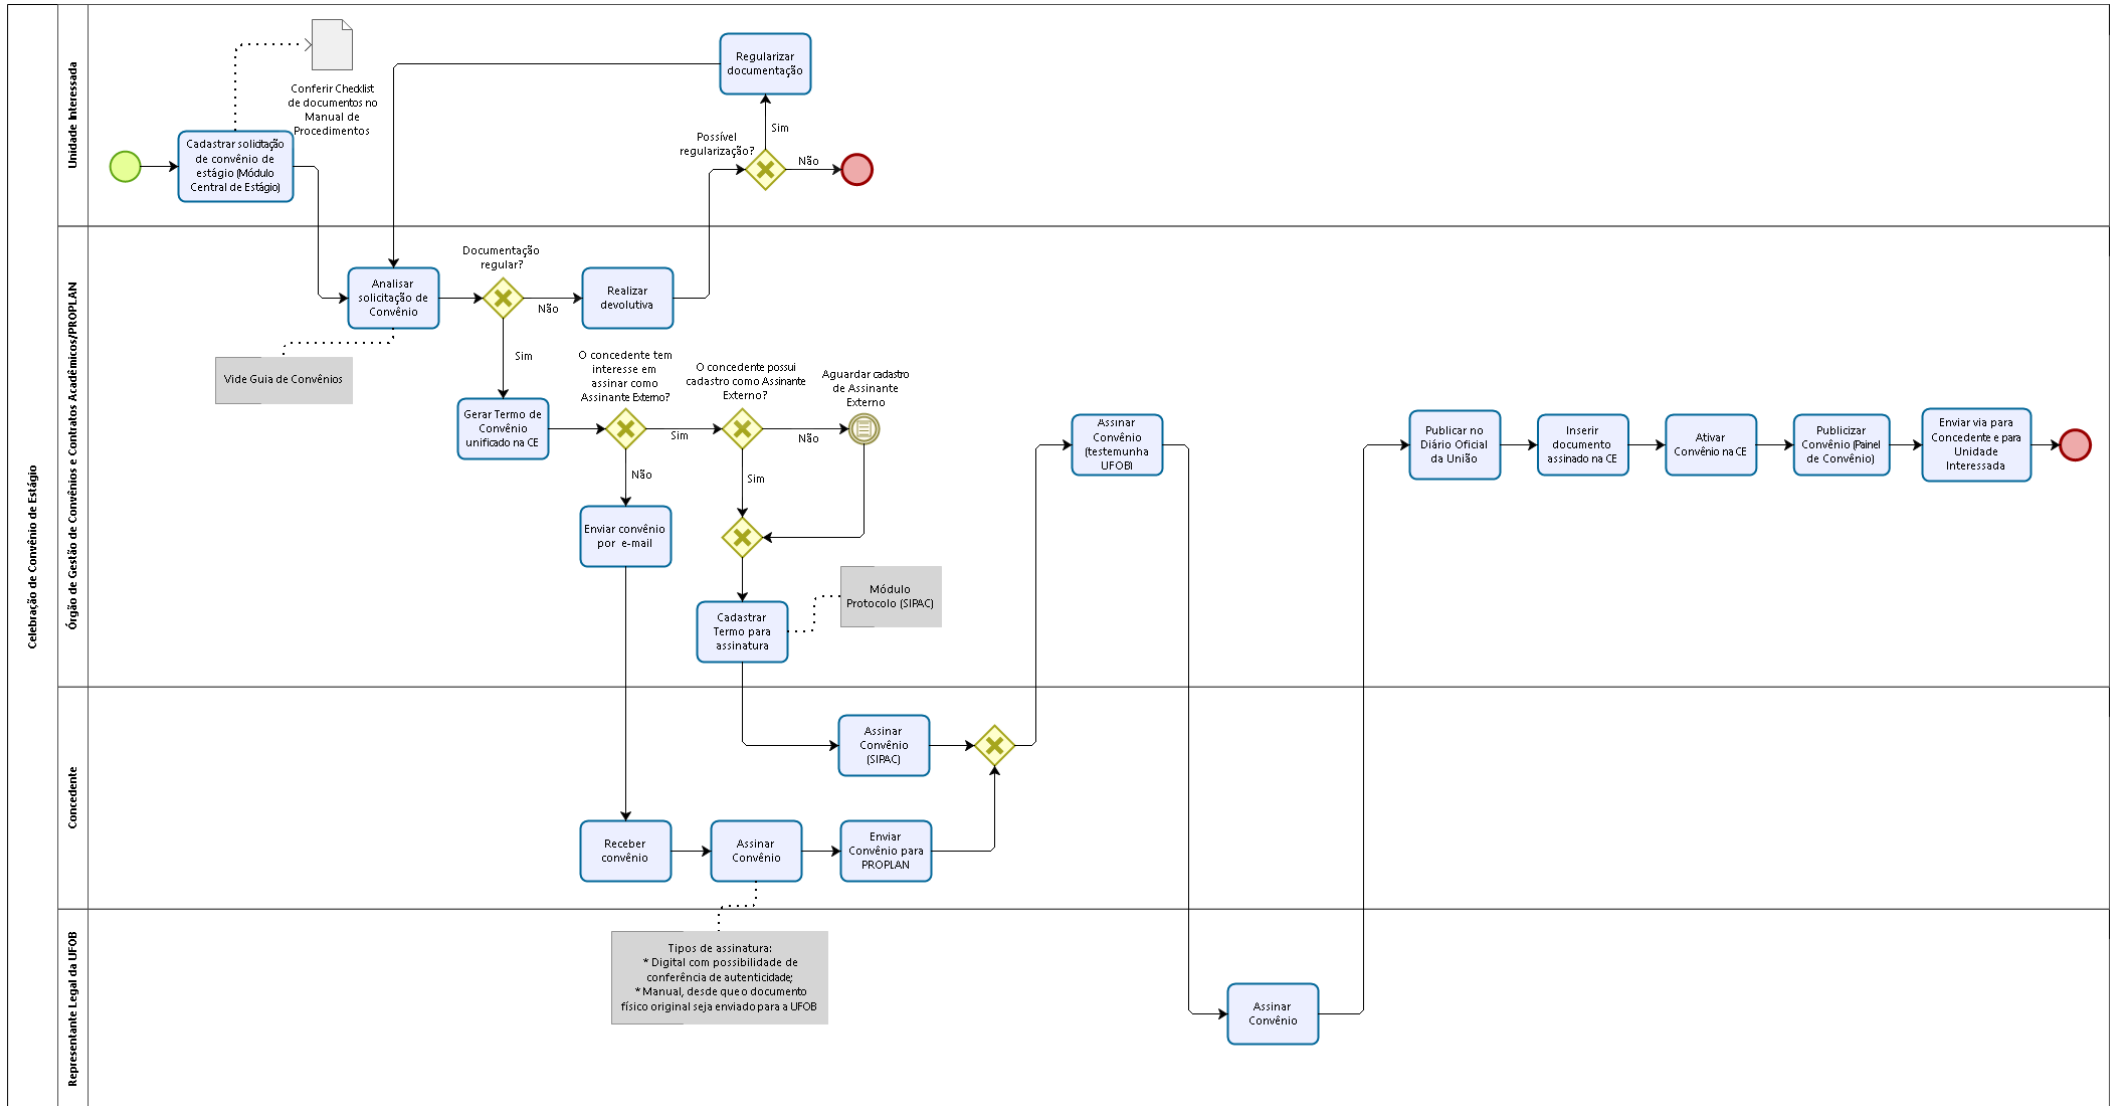 Celebração de Convênio de Estágio
Unidade Interessada
Conferir Checklist
de documentos no
Manual de
Procedimentos
Cadastrar solicitação
de convênio de
estágio (Módulo
Central de Estágio)
Regularizar
documentação
Sim
Possível
regularização?
Não
Órgão de Gestão de Convênios e Contratos Acadêmicos/PROPLAN
Analisar
solicitação de
Convênio
Vide Guia de Convênios
Documentação
regular?
Não
Sim
Realizar
devolutiva
Gerar Termo de
Convênio
unificado na CE
O concedente tem
interesse em
assinar como
Assinante Externo?
Sim
Não
O concedente possui
cadastro como Assinante
Externo?
Não
Sim
Aguardar cadastro
de Assinante
Externo
Enviar convênio
por e-mail
Cadastrar
Termo para
assinatura
Módulo
Protocolo (SIPAC)
Assinar
Convênio
(testemunha
UFOB)
Publicar no
Diário Oficial
da União
Inserir
documento
assinado na CE
Ativar
Convênio na CE
Publicizar
Convênio (Painel
de Convênio)
Enviar via para
Concedente e para
Unidade
Interessada
Concedente
Assinar
Convênio
(SIPAC)
Receber
convênio
Assinar
Convênio
Enviar
Convênio para
PROPLAN
Representante Legal da UFOB
Tipos de assinatura:
* Digital com possibilidade de
conferência de autenticidade;
* Manual, desde que o documento
físico original seja enviado para a UFOB
Assinar
Convênio